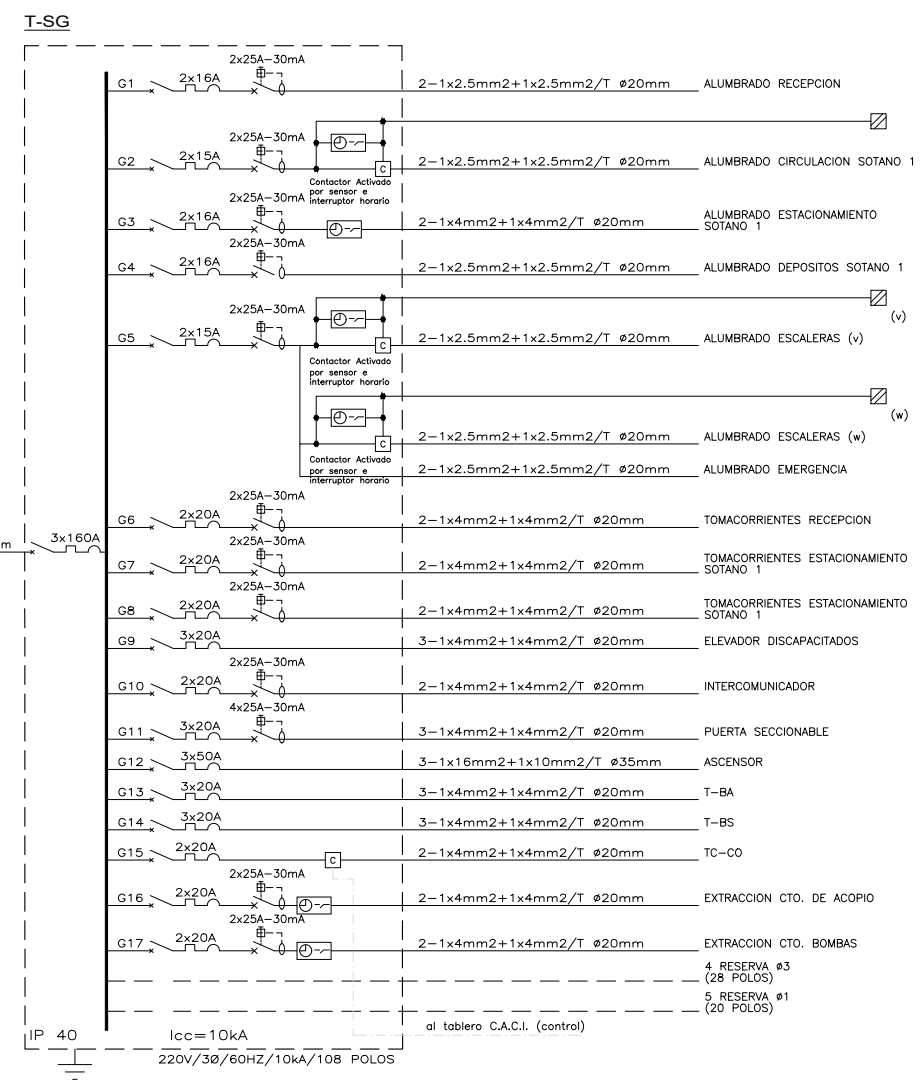 T-SG
2x25A-30mA
G1 2x16A 2-1x2.5mm2+1x2.5mm2/T ø20mm ALUMBRADO RECEPCION
2x25A-30mA
G2 2x15A C 2-1x2.5mm2+1x2.5mm2/T ø20mm ALUMBRADO CIRCULACION SOTANO 1
Contactor Activado
por sensor e
interruptor horario
2x25A-30mA
G3 2x16A 2-1x4mm2+1x4mm2/T ø20mm ALUMBRADO ESTACIONAMIENTO
SOTANO 1
2x25A-30mA
G4 2x16A 2-1x2.5mm2+1x2.5mm2/T ø20mm ALUMBRADO DEPOSITOS SOTANO 1
2x25A-30mA
(v)
G5 2x15A C 2-1x2.5mm2+1x2.5mm2/T ø20mm ALUMBRADO ESCALERAS (v)
Contactor Activado
por sensor e
interruptor horario
(w)
C 2-1x2.5mm2+1x2.5mm2/T ø20mm ALUMBRADO ESCALERAS (w)
Contactor Activado
por sensor e
interruptor horario
2-1x2.5mm2+1x2.5mm2/T ø20mm ALUMBRADO EMERGENCIA
2x25A-30mA
G6 2x20A 2-1x4mm2+1x4mm2/T ø20mm TOMACORRIENTES RECEPCION
m 3x160A
2x25A-30mA
G7 2x20A 2-1x4mm2+1x4mm2/T ø20mm TOMACORRIENTES ESTACIONAMIENTO
SOTANO 1
2x25A-30mA
G8 2x20A 2-1x4mm2+1x4mm2/T ø20mm TOMACORRIENTES ESTACIONAMIENTO
SOTANO 1
G9 3x20A 3-1x4mm2+1x4mm2/T ø20mm ELEVADOR DISCAPACITADOS
2x25A-30mA
G10 2x20A 2-1x4mm2+1x4mm2/T ø20mm INTERCOMUNICADOR
4x25A-30mA
G11 3x20A 3-1x4mm2+1x4mm2/T ø20mm PUERTA SECCIONABLE
G12 3x50A 3-1x16mm2+1x10mm2/T ø35mm ASCENSOR
G13 3x20A 3-1x4mm2+1x4mm2/T ø20mm T-BA
G14 3x20A 3-1x4mm2+1x4mm2/T ø20mm T-BS
G15 2x20A C 2-1x4mm2+1x4mm2/T ø20mm TC-CO
2x25A-30mA
G16 2x20A 2-1x4mm2+1x4mm2/T ø20mm EXTRACCION CTO. DE ACOPIO
2x25A-30mA
G17 2x20A 2-1x4mm2+1x4mm2/T ø20mm EXTRACCION CTO. BOMBAS
4 RESERVA ø3
(28 POLOS)
5 RESERVA ø1
(20 POLOS)
al tablero C.A.C.I. (control)
IP 40 Icc=10kA
220V/3Ø/60HZ/10kA/108 POLOS